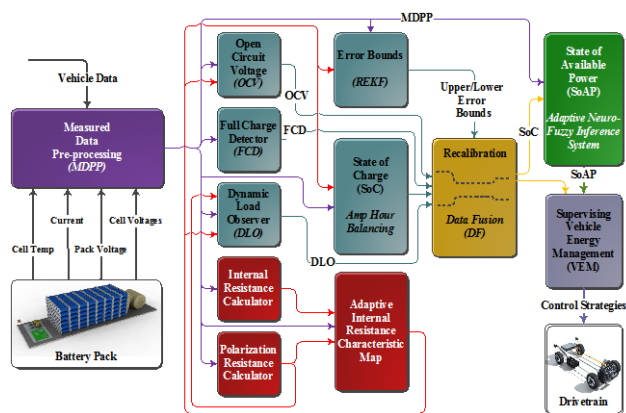 MDPP
Open
Circuit
Voltage
(OCV)
Error Bounds
(REKF)
State of
Available
Power
(SoAP)
Adaptive Neuro-
Fuzzy Inference
System
Vehicle Data
OCV
Upper/Lower
Error
Bounds
Measured
Data
Pre-processing
(MDPP)
Full Charge
Detector
(FCD)
FCD
SoC
State of
Charge
(SoC)
Amp Hour
Balancing
Recalibration
Data Fusion
(DF)
SoAP
Dynamic
Load
Observer
(DLO)
DLO
Supervising
Vehicle
Energy
Management
(VEM)
Cell Voltages
Current
Cell Temp
Pack Voltage
Internal
Resistance
Calculator
Adaptive
Internal
Resistance
Characteristic
Map
Control Strategies
Polarization
Resistance
Calculator
Battery Pack
Drivetrain